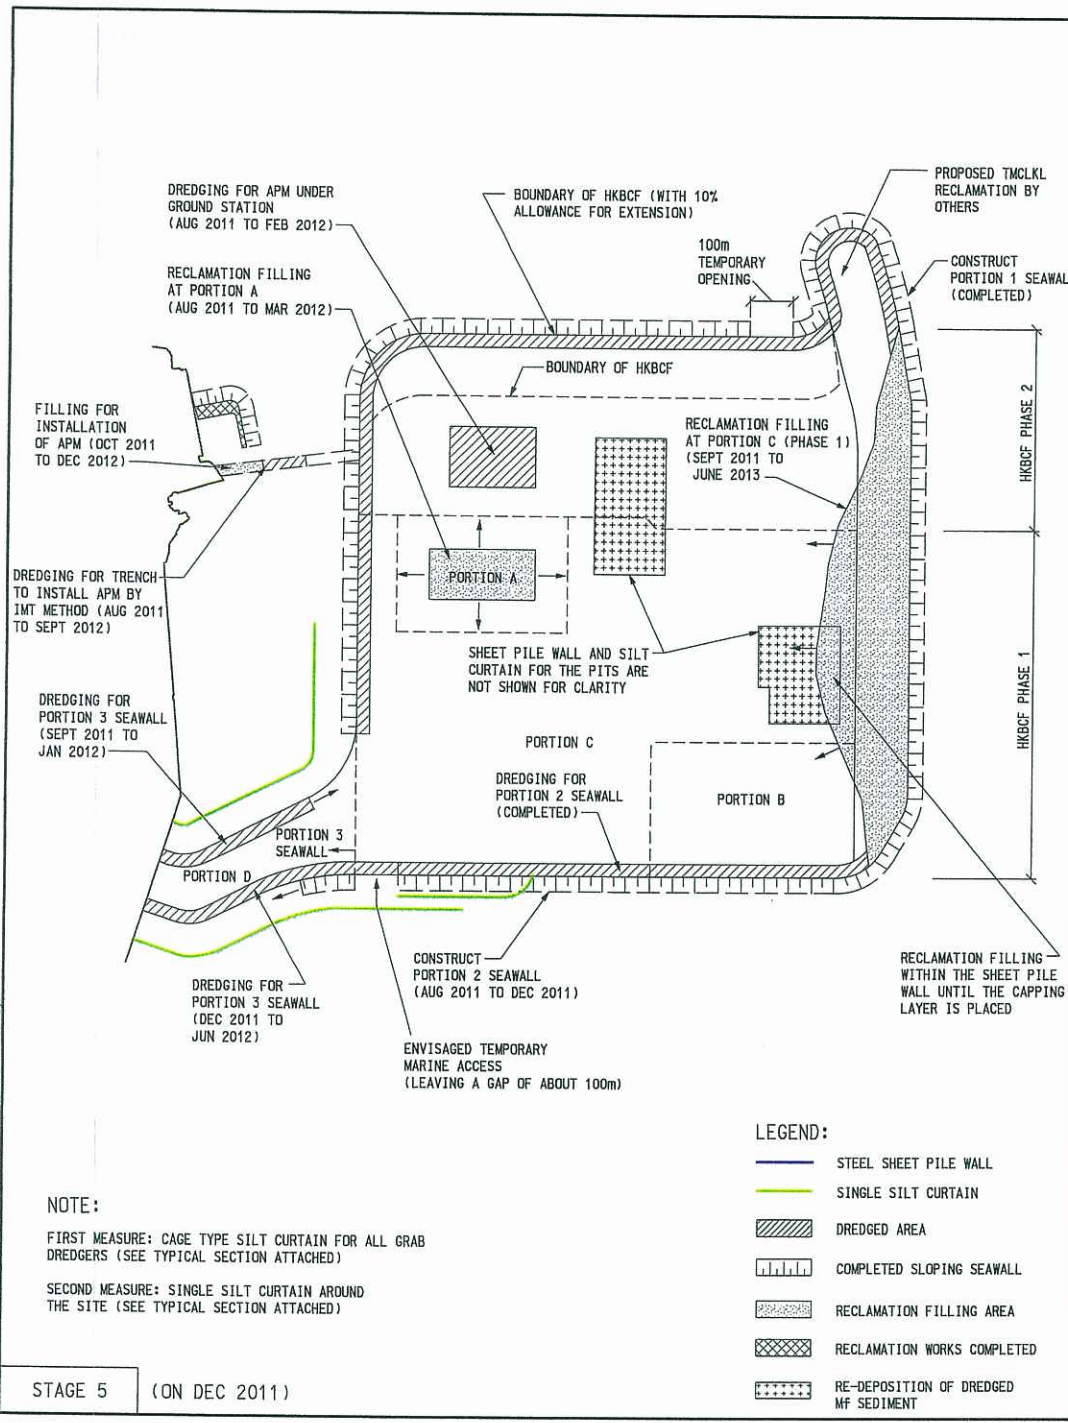 DREDGING FOR APM UNDER
GROUND STATION
(AUG 2011 TO FEB 2012)
BOUNDARY OF HKBCF (WITH 10%
ALLOWANCE FOR EXTENSION)
PROPOSED TMCLKL
RECLAMATION BY
OTHERS
100m
TEMPORARY
OPENING
CONSTRUCT
PORTION 1 SEAWAL
(COMPLETED)
RECLAMATION FILLING
AT PORTION A
(AUG 2011 TO MAR 2012)
BOUNDARY OF HKBCF
HKBCF PHASE 2
FILLING FOR
INSTALLATION
OF APM (OCT 2011
TO DEC 2012)
RECLAMATION FILLING
AT PORTION C (PHASE 1)
(SEPT 2011 TO
JUNE 2013
DREDGING FOR TRENCH
TO INSTALL APM BY
IMT METHOD (AUG 2011
TO SEPT 2012)
PORTION A
HKBCF PHASE 1
SHEET PILE WALL AND SILT
CURTAIN FOR THE PITS ARE
NOT SHOWN FOR CLARITY
DREDGING FOR
PORTION 3 SEAWALL
(SEPT 2011 TO
JAN 2012)
PORTION C
DREDGING FOR
PORTION 2 SEAWALL
(COMPLETED)
PORTION B
PORTION 3
SEAWALL
PORTION D
DREDGING FOR
PORTION 3 SEAWALL
(DEC 2011 TO
JUN 2012)
CONSTRUCT
PORTION 2 SEAWALL
(AUG 2011 TO DEC 2011)
RECLAMATION FILLING
WITHIN THE SHEET PILE
WALL UNTIL THE CAPPING
LAYER IS PLACED
ENVISAGED TEMPORARY
MARINE ACCESS
(LEAVING A GAP OF ABOUT 100m)
LEGEND:
STEEL SHEET PILE WALL
SINGLE SILT CURTAIN
DREDGED AREA
COMPLETED SLOPING SEAWALL
RECLAMATION FILLING AREA
RECLAMATION WORKS COMPLETED
RE-DEPOSITION OF DREDGED
Mf SEDIMENT
NOTE:
FIRST MEASURE: CAGE TYPE SILT CURTAIN FOR ALL GRAB
DREDGERS (SEE TYPICAL SECTION ATTACHED)
SECOND MEASURE: SINGLE SILT CURTAIN AROUND
THE SITE (SEE TYPICAL SECTION ATTACHED)
STAGE 5
(ON DEC 2011)